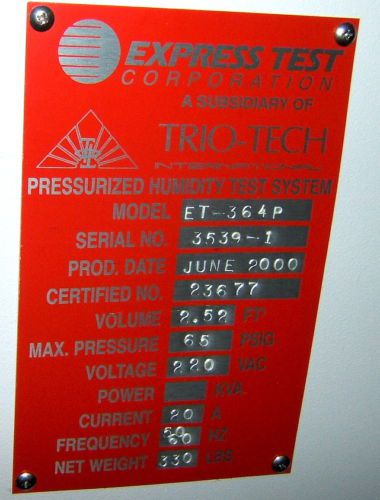 EXPRESS TEST
CORPORATION
A SUBSIDIARY OF
TRIO-TECH
INTERNATIONAL
PRESSURIZED HUMIDITY TEST SYSTEM
MODEL ET-364P
SERIAL NO. 3539-1
PROD. DATE JUNE 2000
CERTIFIED NO. 23677
VOLUME 2.52 FT³
MAX. PRESSURE 65 PSIG
VOLTAGE 220 VAC
POWER KVA
CURRENT 20 A
FREQUENCY 50 60 HZ
NET WEIGHT 330 LBS